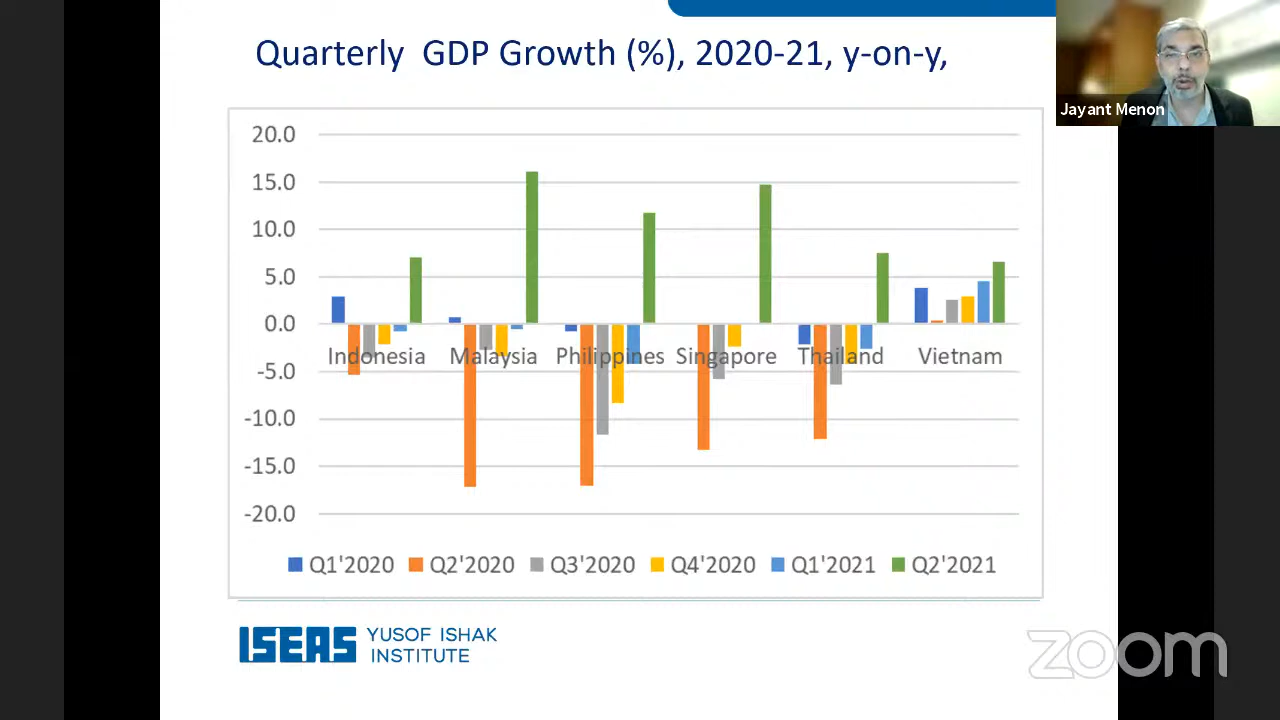 Quarterly GDP Growth (%), 2020-21, y-on-y,
Jayant Menon
20.0
15.0
10.0
5.0
0.0
-5.0
-10.0
-15.0
-20.0
Indonesia Malaysia Philippines Singapore Thailand Vietnam
Q1'2020 Q2'2020 Q3'2020 Q4'2020 Q1'2021 Q2'2021
ISEAS YUSOF ISHAK
INSTITUTE
zoom